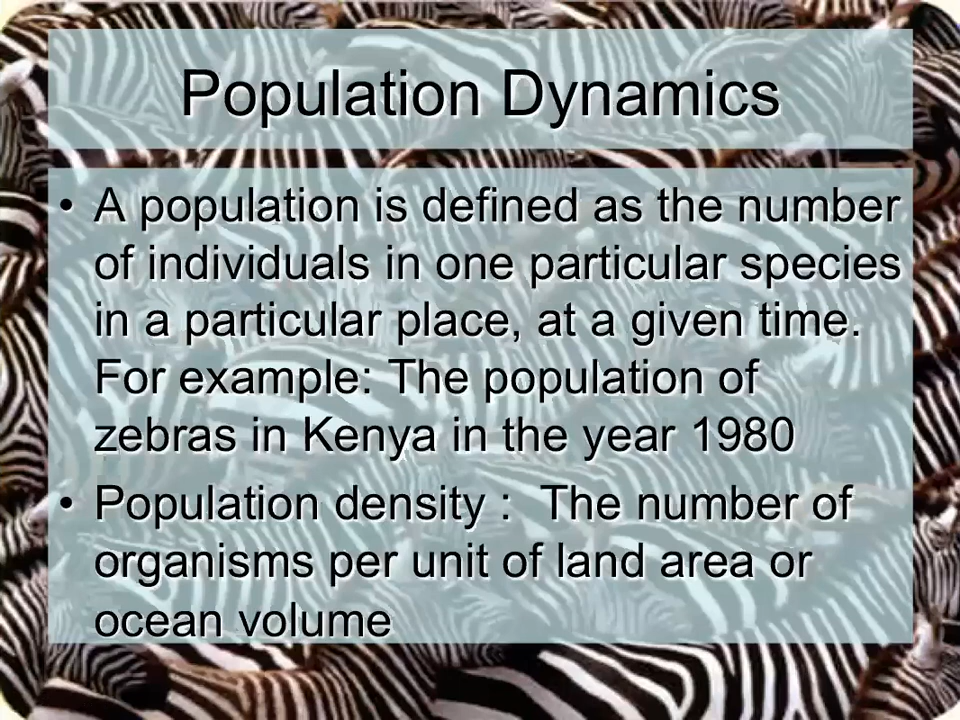 Population Dynamics
• A population is defined as the number
of individuals in one particular species
in a particular place, at a given time.
For example: The population of
zebras in Kenya in the year 1980
• Population density :  The number of
organisms per unit of land area or
ocean volume